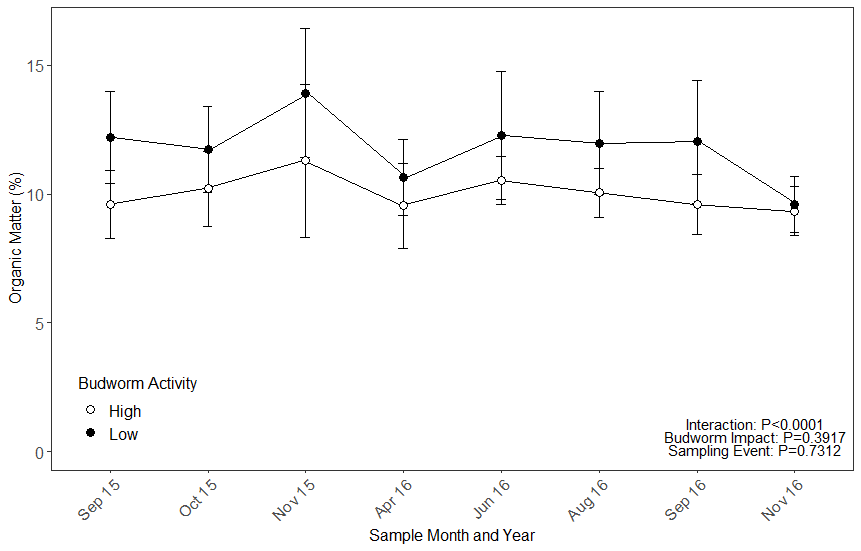 15
10
5
0
Organic Matter (%)
Budworm Activity
High
Low
Interaction: P<0.0001
Budworm Impact: P=0.3917
Sampling Event: P=0.7312
Sep 15
Oct 15
Nov 15
Apr 16
Jun 16
Aug 16
Sep 16
Nov 16
Sample Month and Year